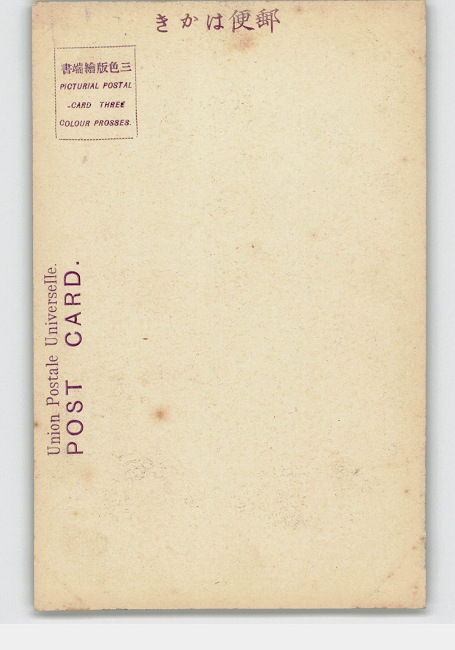 きかは便郵
書端繪版色三
PICTURIAL POSTAL
-CARD THREE
COLOUR PROSSES.
Union Postale Universelle.
POST CARD.